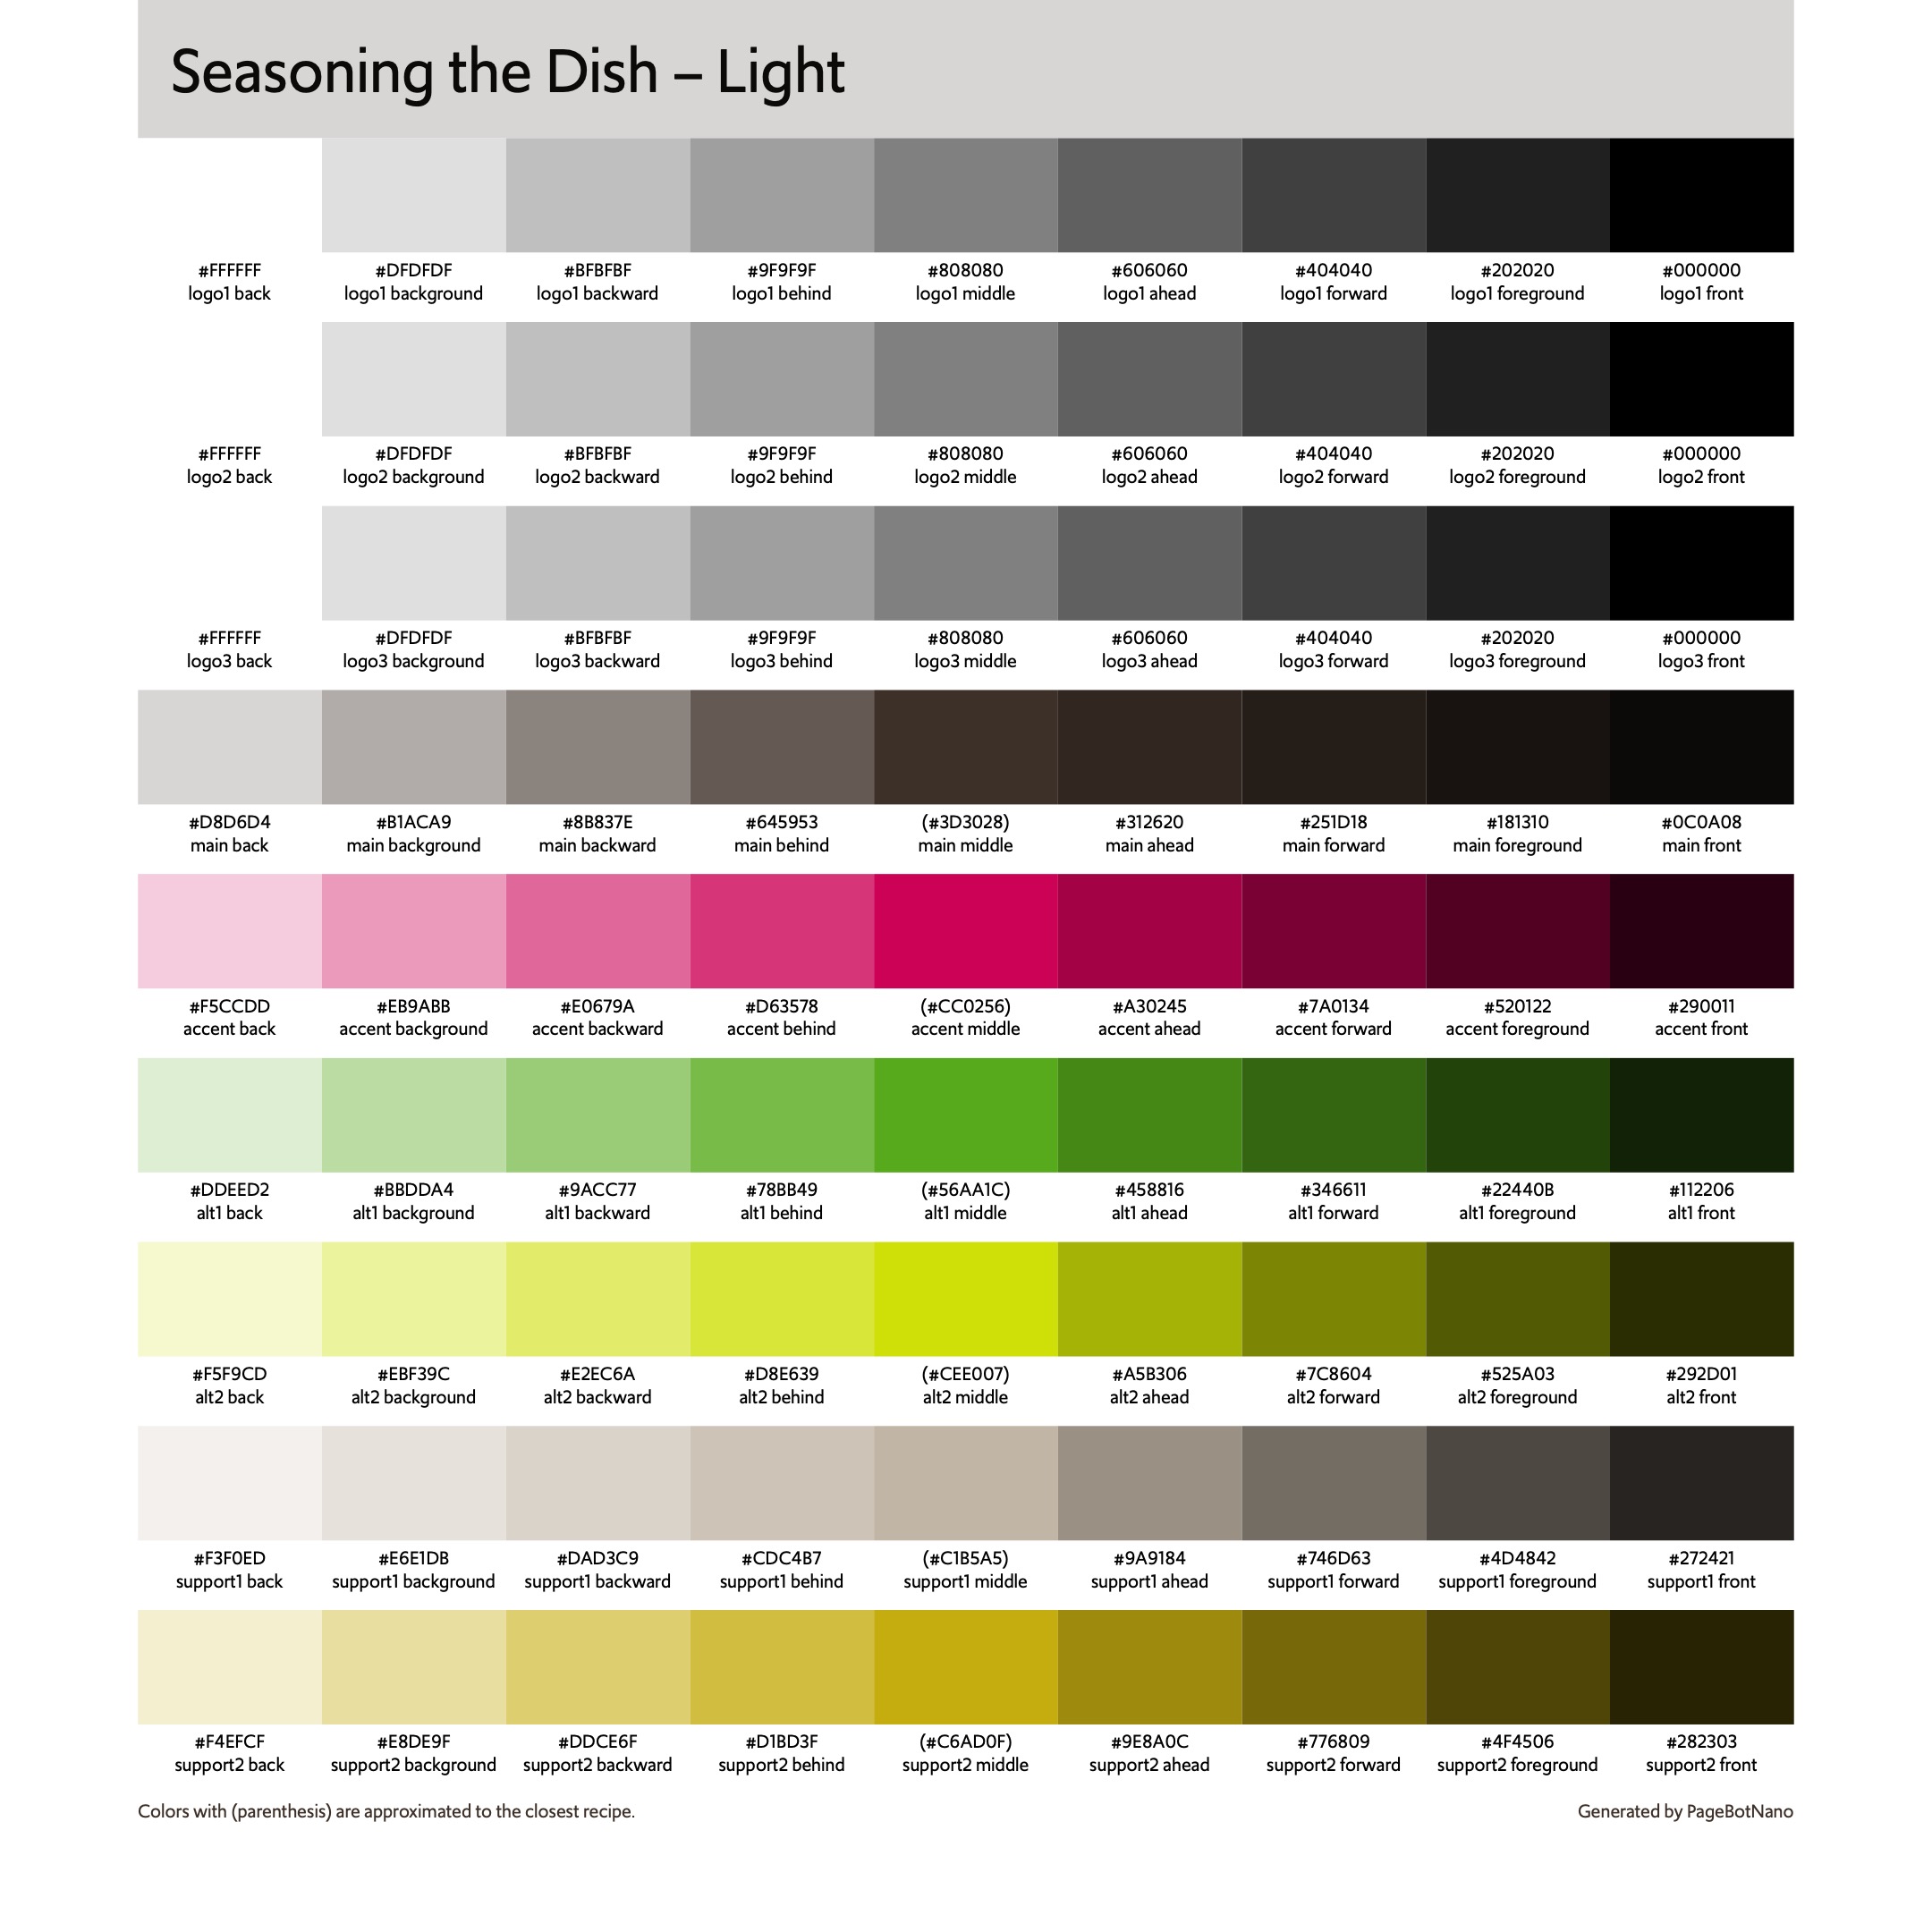 Seasoning the Dish – Light
#FFFFFF #DFDFDF #BFBFBF #9F9F9F #808080 #606060 #404040 #202020 #000000
logo1 back logo1 background logo1 backward logo1 behind logo1 middle logo1 ahead logo1 forward logo1 foreground logo1 front
#FFFFFF #DFDFDF #BFBFBF #9F9F9F #808080 #606060 #404040 #202020 #000000
logo2 back logo2 background logo2 backward logo2 behind logo2 middle logo2 ahead logo2 forward logo2 foreground logo2 front
#FFFFFF #DFDFDF #BFBFBF #9F9F9F #808080 #606060 #404040 #202020 #000000
logo3 back logo3 background logo3 backward logo3 behind logo3 middle logo3 ahead logo3 forward logo3 foreground logo3 front
#D8D6D4 #B1ACA9 #8B837E #645953 (#3D3028) #312620 #251D18 #181310 #0C0A08
main back main background main backward main behind main middle main ahead main forward main foreground main front
#F5CCDD #EB9ABB #E0679A #D63578 (#CC0256) #A30245 #7A0134 #520122 #290011
accent back accent background accent backward accent behind accent middle accent ahead accent forward accent foreground accent front
#DDEED2 #BBDDA4 #9ACC77 #78BB49 (#56AA1C) #458816 #346611 #22440B #112206
alt1 back alt1 background alt1 backward alt1 behind alt1 middle alt1 ahead alt1 forward alt1 foreground alt1 front
#F5F9CD #EBF39C #E2EC6A #D8E639 (#CEE007) #A5B306 #7C8604 #525A03 #292D01
alt2 back alt2 background alt2 backward alt2 behind alt2 middle alt2 ahead alt2 forward alt2 foreground alt2 front
#F3F0ED #E6E1DB #DAD3C9 #CDC4B7 (#C1B5A5) #9A9184 #746D63 #4D4842 #272421
support1 back support1 background support1 backward support1 behind support1 middle support1 ahead support1 forward support1 foreground support1 front
#F4EFCF #E8DE9F #DDCE6F #D1BD3F (#C6AD0F) #9E8A0C #776809 #4F4506 #282303
support2 back support2 background support2 backward support2 behind support2 middle support2 ahead support2 forward support2 foreground support2 front
Colors with (parenthesis) are approximated to the closest recipe. Generated by PageBotNano